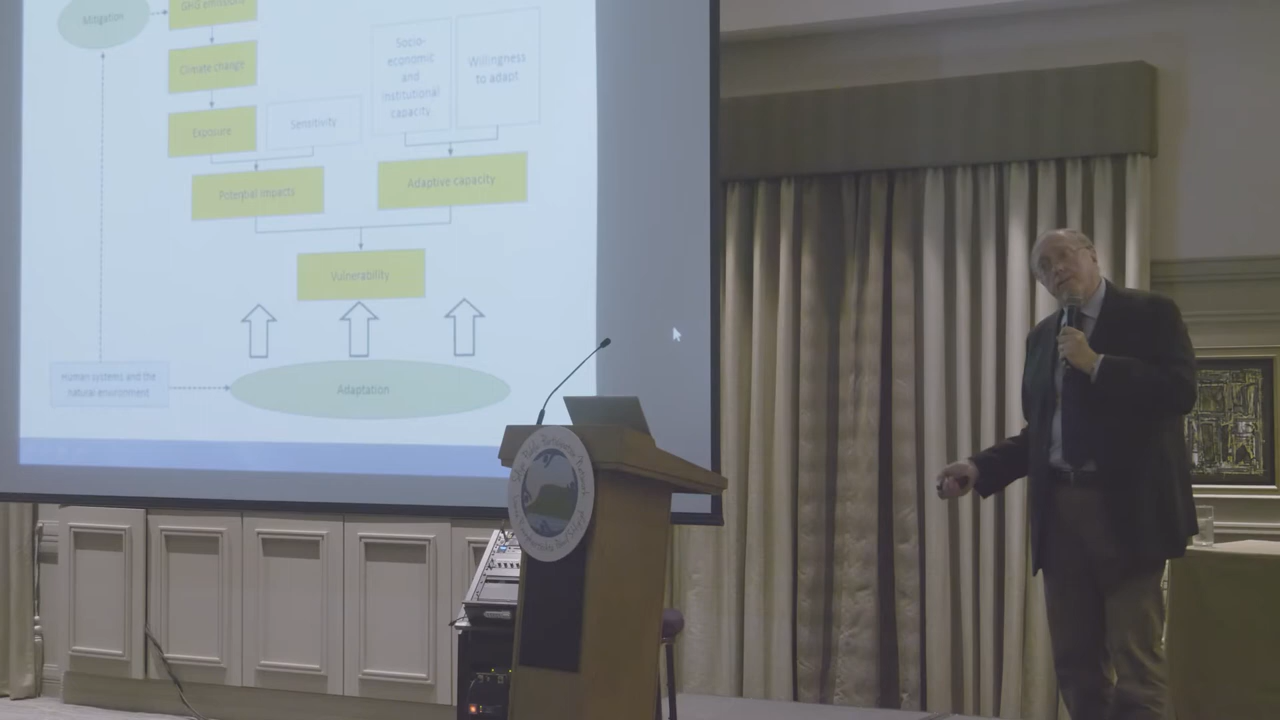 Mitigation
GHG emissions
Climate change
Exposure
Sensitivity
Socio-
economic
and
institutional
capacity
Willingness
to adapt
Potential impacts
Adaptive capacity
Vulnerability
Human systems and the
natural environment
Adaptation